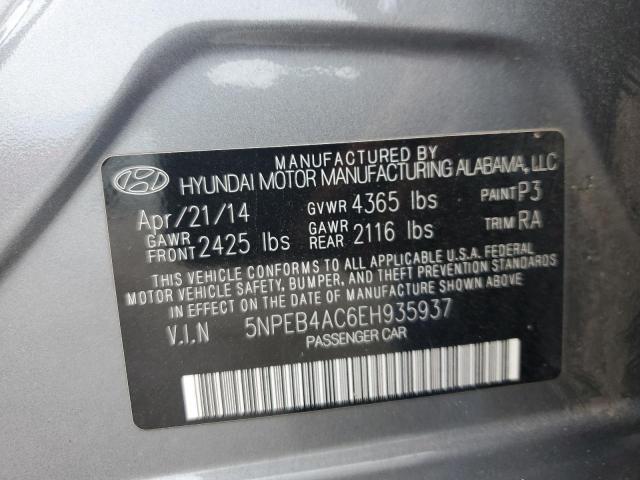 MANUFACTURED BY
HYUNDAI MOTOR MANUFACTURING ALABAMA, LLC
Apr/21/14 GVWR 4365 lbs PAINT P3
GAWR FRONT 2425 lbs GAWR REAR 2116 lbs TRIM RA
THIS VEHICLE CONFORMS TO ALL APPLICABLE U.S.A. FEDERAL
MOTOR VEHICLE SAFETY, BUMPER, AND THEFT PREVENTION STANDARDS
IN EFFECT ON THE DATE OF MANUFACTURE SHOWN ABOVE.
V.I.N 5NPEB4AC6EH935937
PASSENGER CAR